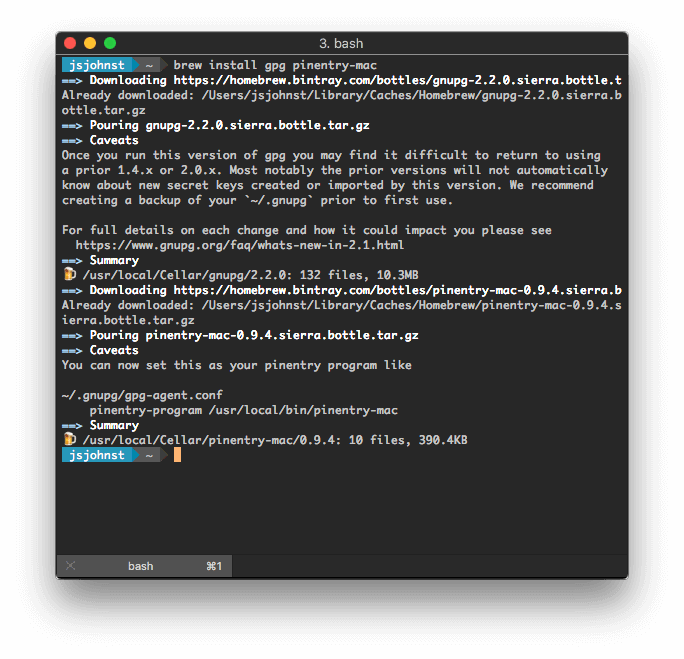 3. bash
jsjohnst ~ brew install gpg pinentry-mac
==> Downloading https://homebrew.bintray.com/bottles/gnupg-2.2.0.sierra.bottle.t
Already downloaded: /Users/jsjohnst/Library/Caches/Homebrew/gnupg-2.2.0.sierra.b
ottle.tar.gz
==> Pouring gnupg-2.2.0.sierra.bottle.tar.gz
==> Caveats
Once you run this version of gpg you may find it difficult to return to using
a prior 1.4.x or 2.0.x. Most notably the prior versions will not automatically
know about new secret keys created or imported by this version. We recommend
creating a backup of your `~/.gnupg` prior to first use.
For full details on each change and how it could impact you please see
https://www.gnupg.org/faq/whats-new-in-2.1.html
==> Summary
🍺 /usr/local/Cellar/gnupg/2.2.0: 132 files, 10.3MB
==> Downloading https://homebrew.bintray.com/bottles/pinentry-mac-0.9.4.sierra.b
Already downloaded: /Users/jsjohnst/Library/Caches/Homebrew/pinentry-mac-0.9.4.s
ierra.bottle.tar.gz
==> Pouring pinentry-mac-0.9.4.sierra.bottle.tar.gz
==> Caveats
You can now set this as your pinentry program like
~/.gnupg/gpg-agent.conf
pinentry-program /usr/local/bin/pinentry-mac
==> Summary
🍺 /usr/local/Cellar/pinentry-mac/0.9.4: 10 files, 390.4KB
jsjohnst ~
bash ⌘1